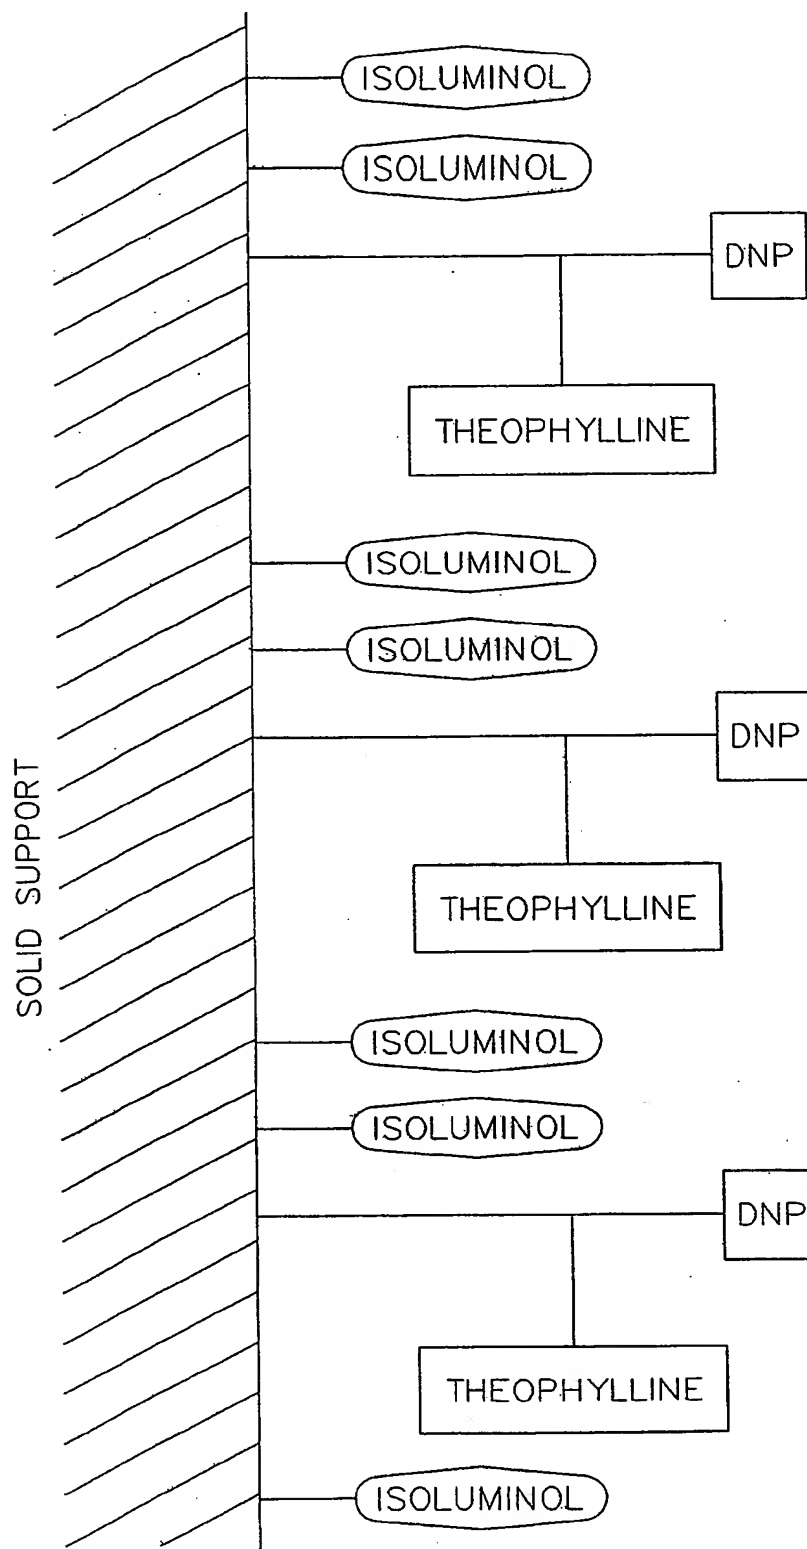 ISOLUMINOL
ISOLUMINOL
DNP
THEOPHYLLINE
ISOLUMINOL
ISOLUMINOL
DNP
SOLID SUPPORT
THEOPHYLLINE
ISOLUMINOL
ISOLUMINOL
DNP
THEOPHYLLINE
ISOLUMINOL